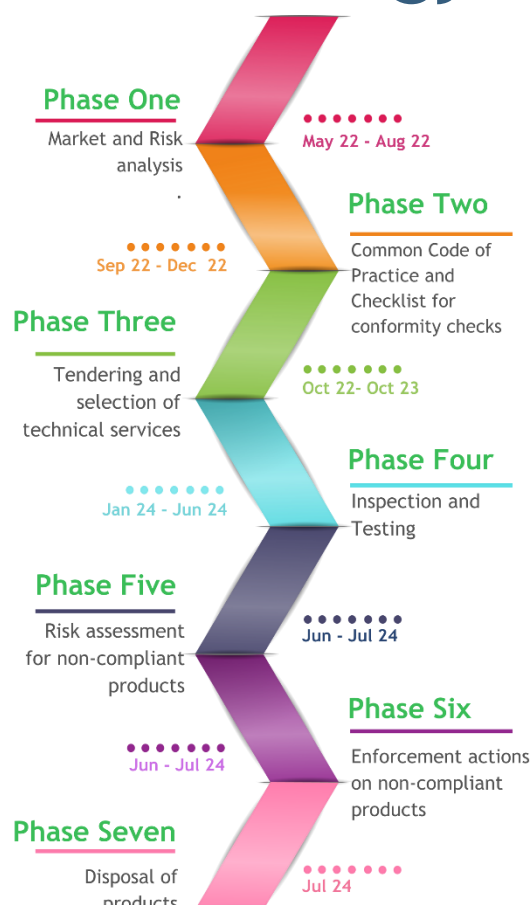 Phase One
Market and Risk
analysis
.
May 22 - Aug 22
Phase Two
Common Code of
Practice and
Checklist for
conformity checks
Sep 22 - Dec 22
Phase Three
Tendering and
selection of
technical services
Oct 22- Oct 23
Phase Four
Inspection and
Testing
Jan 24 - Jun 24
Phase Five
Risk assessment
for non-compliant
products
Jun - Jul 24
Phase Six
Enforcement actions
on non-compliant
products
Jun - Jul 24
Phase Seven
Disposal of
products
Jul 24